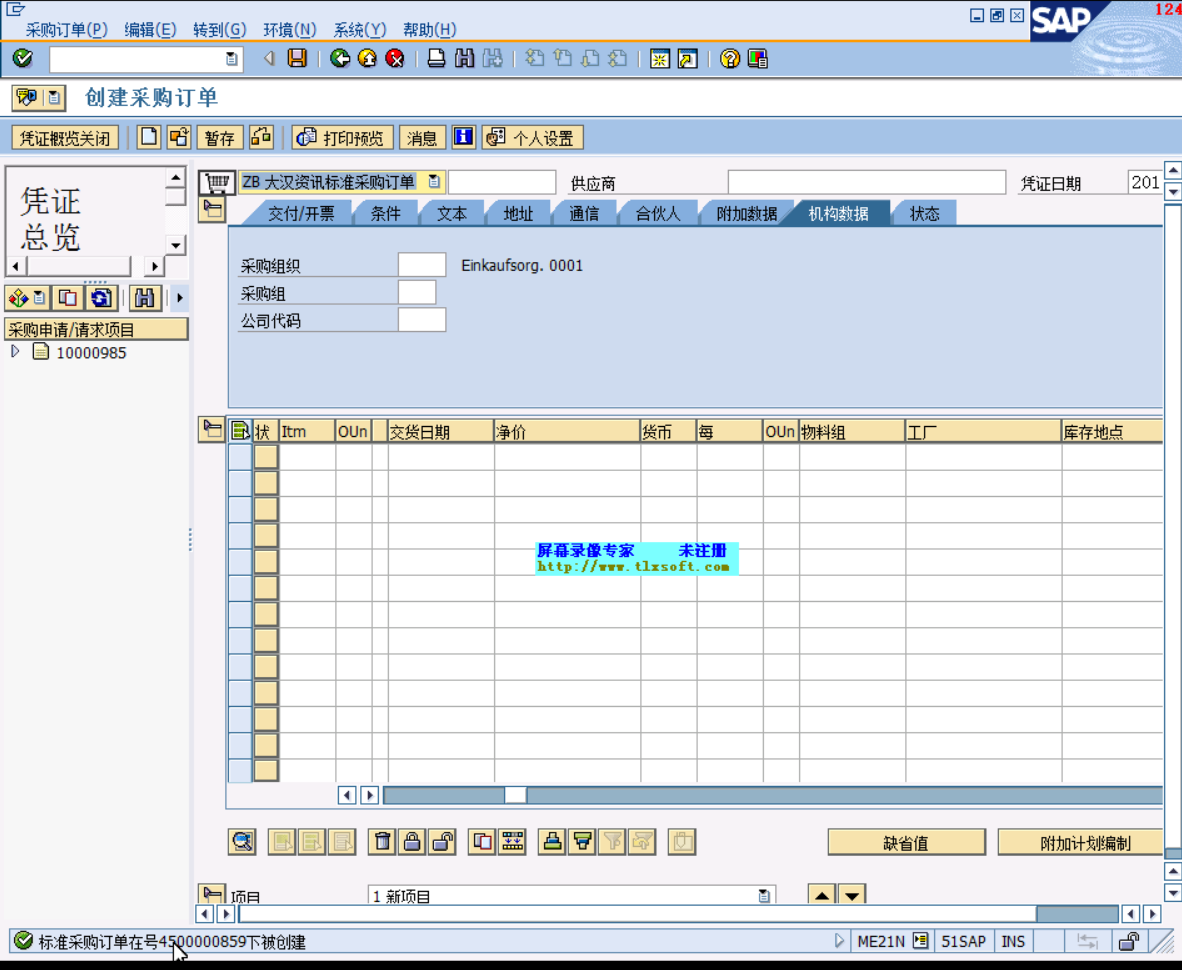 124
采购订单(P) 编辑(E) 转到(G) 环境(N) 系统(Y) 帮助(H)
SAP
创建采购订单
凭证概览关闭 暂存 打印预览 消息 个人设置
凭证
总览
ZB 大汉资讯标准采购订单 供应商 凭证日期 201
交付/开票 条件 文本 地址 通信 合伙人 附加数据 机构数据 状态
采购组织 Einkaufsorg. 0001
采购组
公司代码
采购申请/请求项目
10000985
状 Itm OUn 交货日期 净价 货币 每 OUn 物料组 工厂 库存地点
屏幕录像专家 未注册
http://www.tlxsoft.com
缺省值 附加计划编制
项目 1 新项目
标准采购订单在号4500000859下被创建
ME21N 51SAP INS